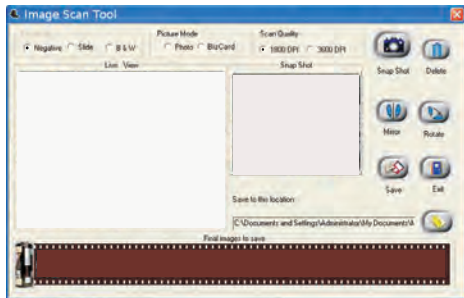 Image Scan Tool
Picture Mode
Scan Quality
Negative Slide B & W
Photo BizCard
1800 DPI 3600 DPI
Live View
Snap Shot
Snap Shot
Delete
Mirror
Rotate
Save
Exit
Save to the location
C:\Documents and Settings\Administrator\My Documents\
Final images to save